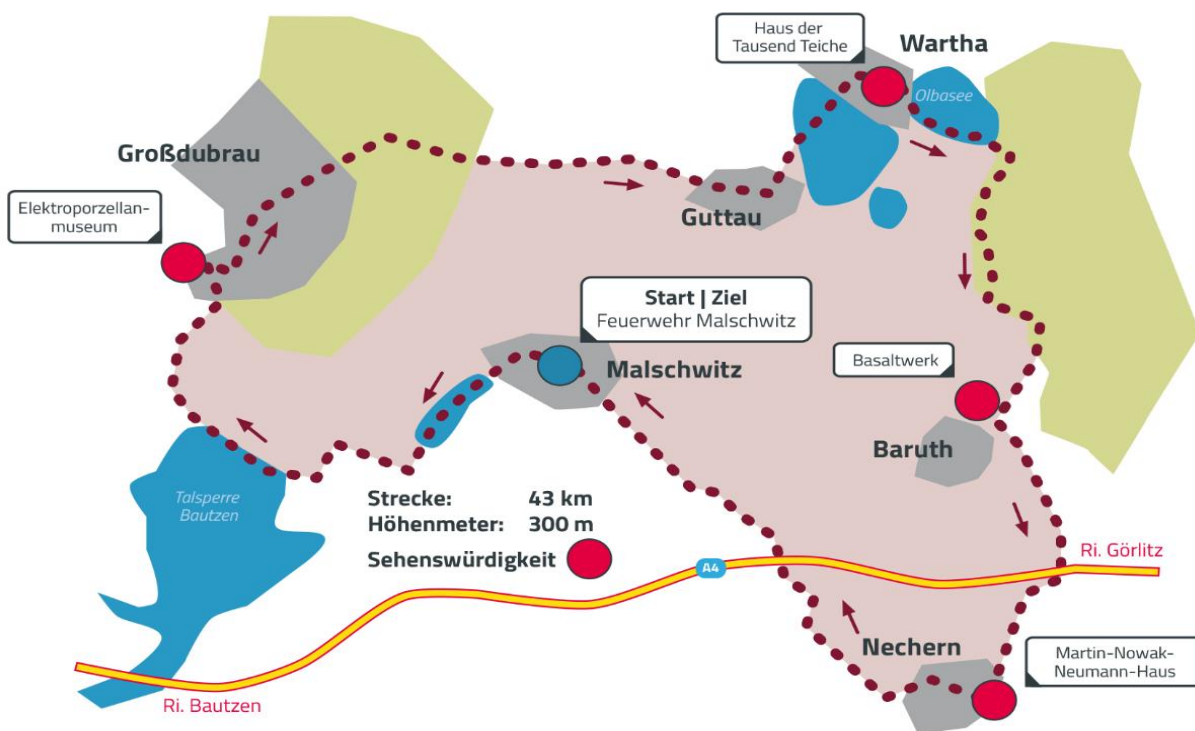 Haus der
Tausend Teiche
Wartha
Olbasee
Großdubrau
Elektroporzellan-
museum
Guttau
Start | Ziel
Feuerwehr Malschwitz
Malschwitz
Basaltwerk
Baruth
Talsperre
Bautzen
Strecke: 43 km
Höhenmeter: 300 m
Sehenswürdigkeit
A4
Ri. Görlitz
Nechern
Martin-Nowak-
Neumann-Haus
Ri. Bautzen